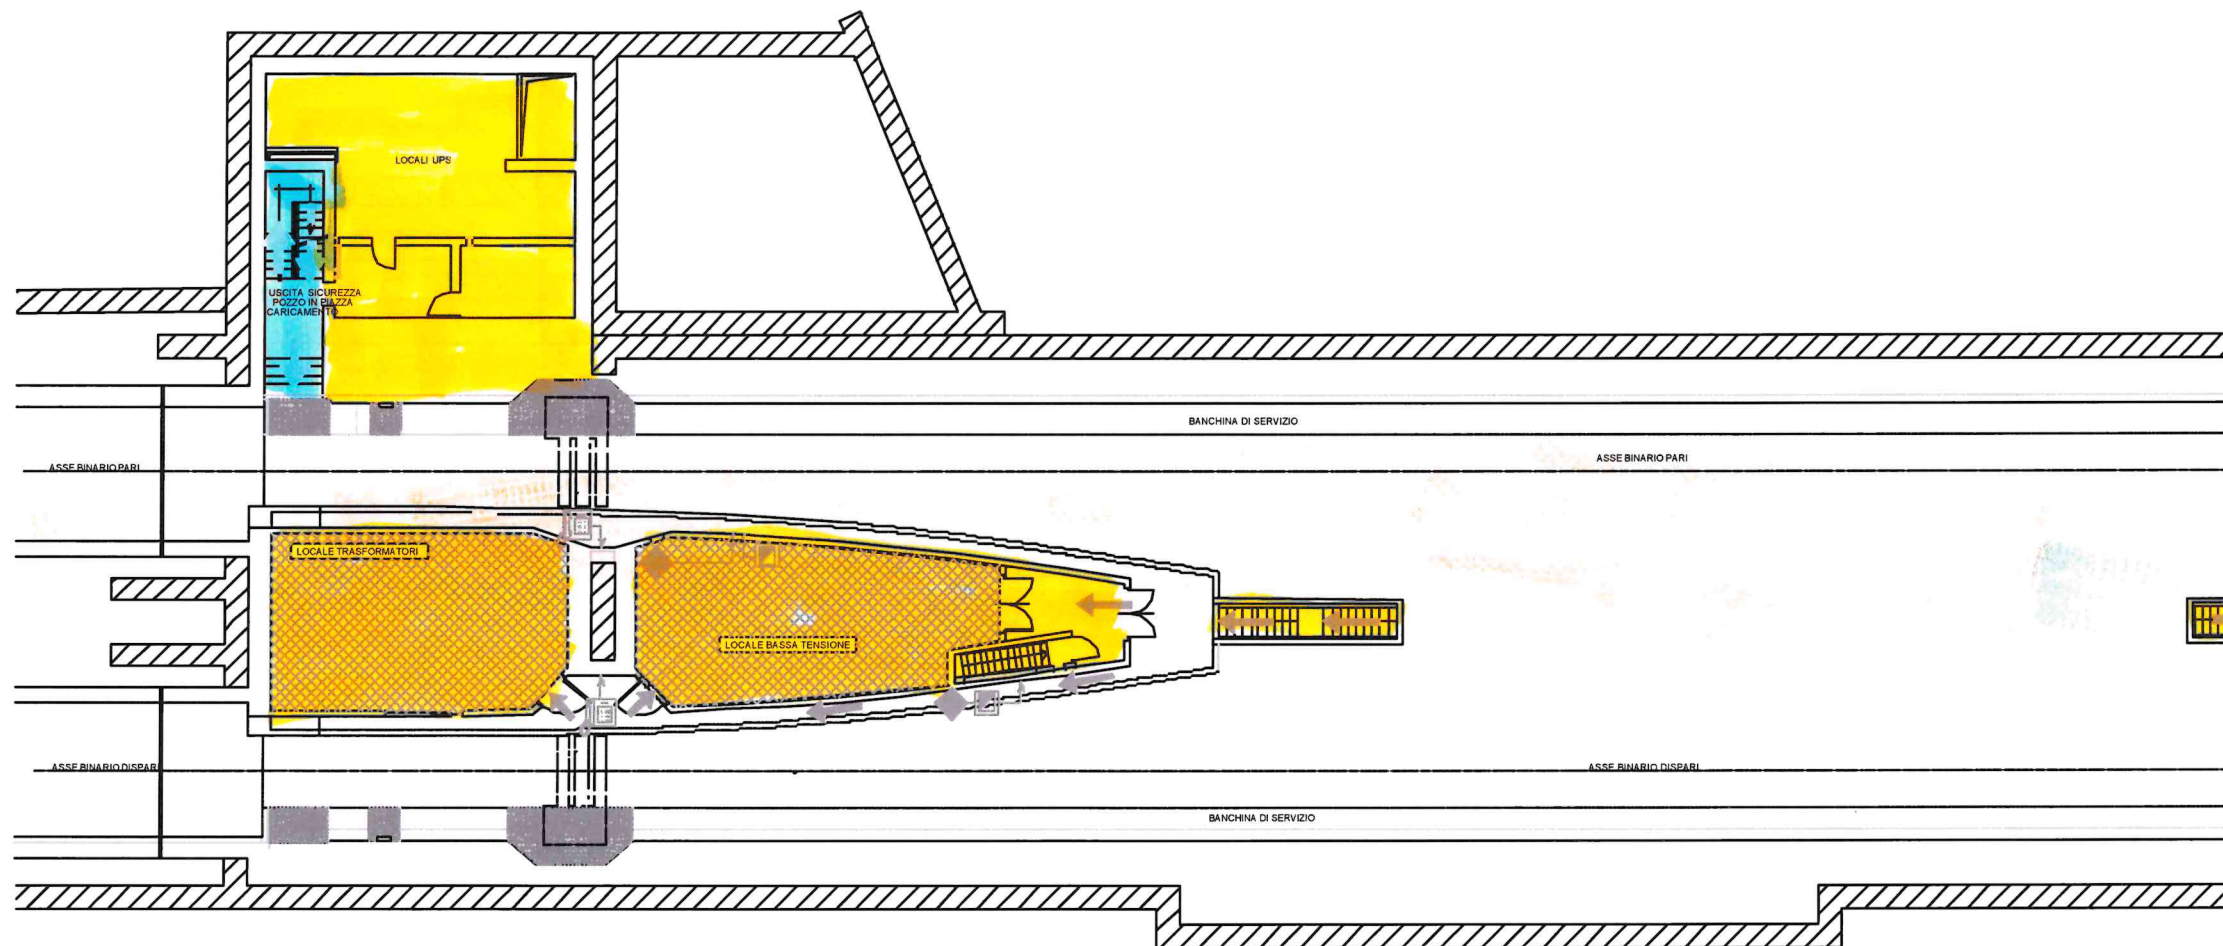 LOCALI UPS
USCITA SICUREZZA
POZZO IN PIAZZA
CARICAMENTO
BANCHINA DI SERVIZIO
ASSE BINARIO PARI
ASSE BINARIO PARI
LOCALE TRASFORMATORI
LOCALE BASSA TENSIONE
ASSE BINARIO DISPARI
ASSE BINARIO DISPARI
BANCHINA DI SERVIZIO